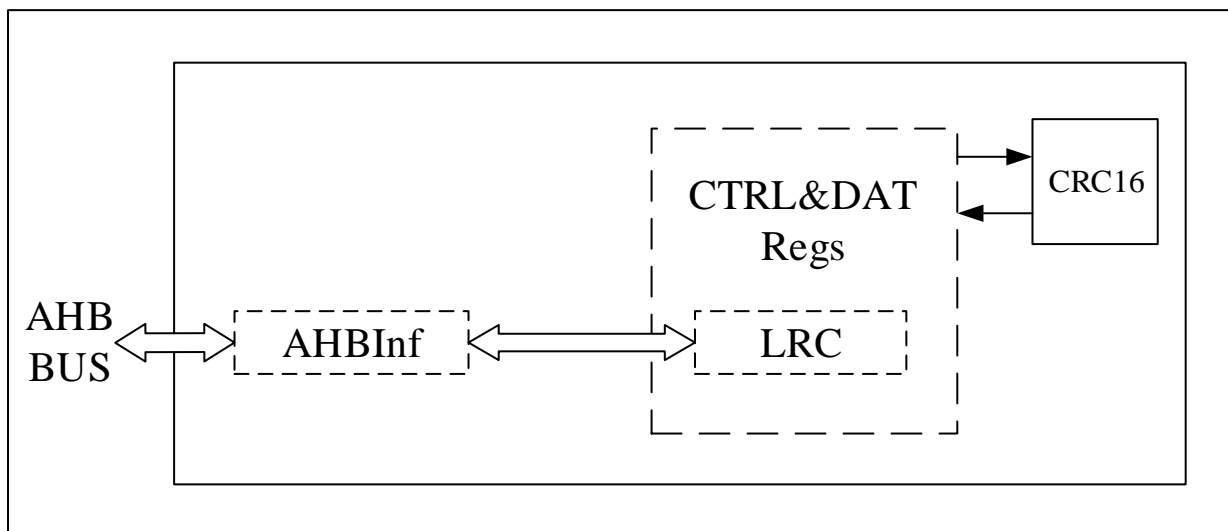 CTRL&DAT
Regs
CRC16
AHB
BUS
AHBInf
LRC